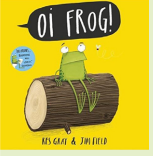 Oi FROG!
KES GRAY & JIM FIELD